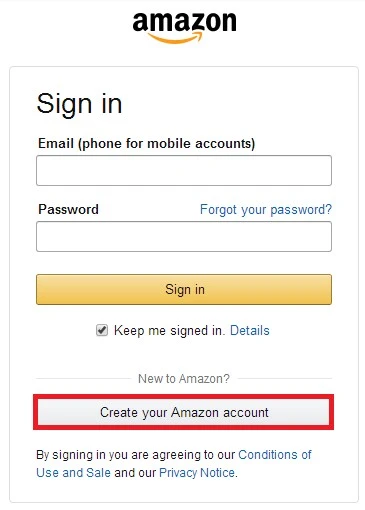 amazon
Sign in
Email (phone for mobile accounts)
Password Forgot your password?
Sign in
Keep me signed in. Details
New to Amazon?
Create your Amazon account
By signing in you are agreeing to our Conditions of
Use and Sale and our Privacy Notice.